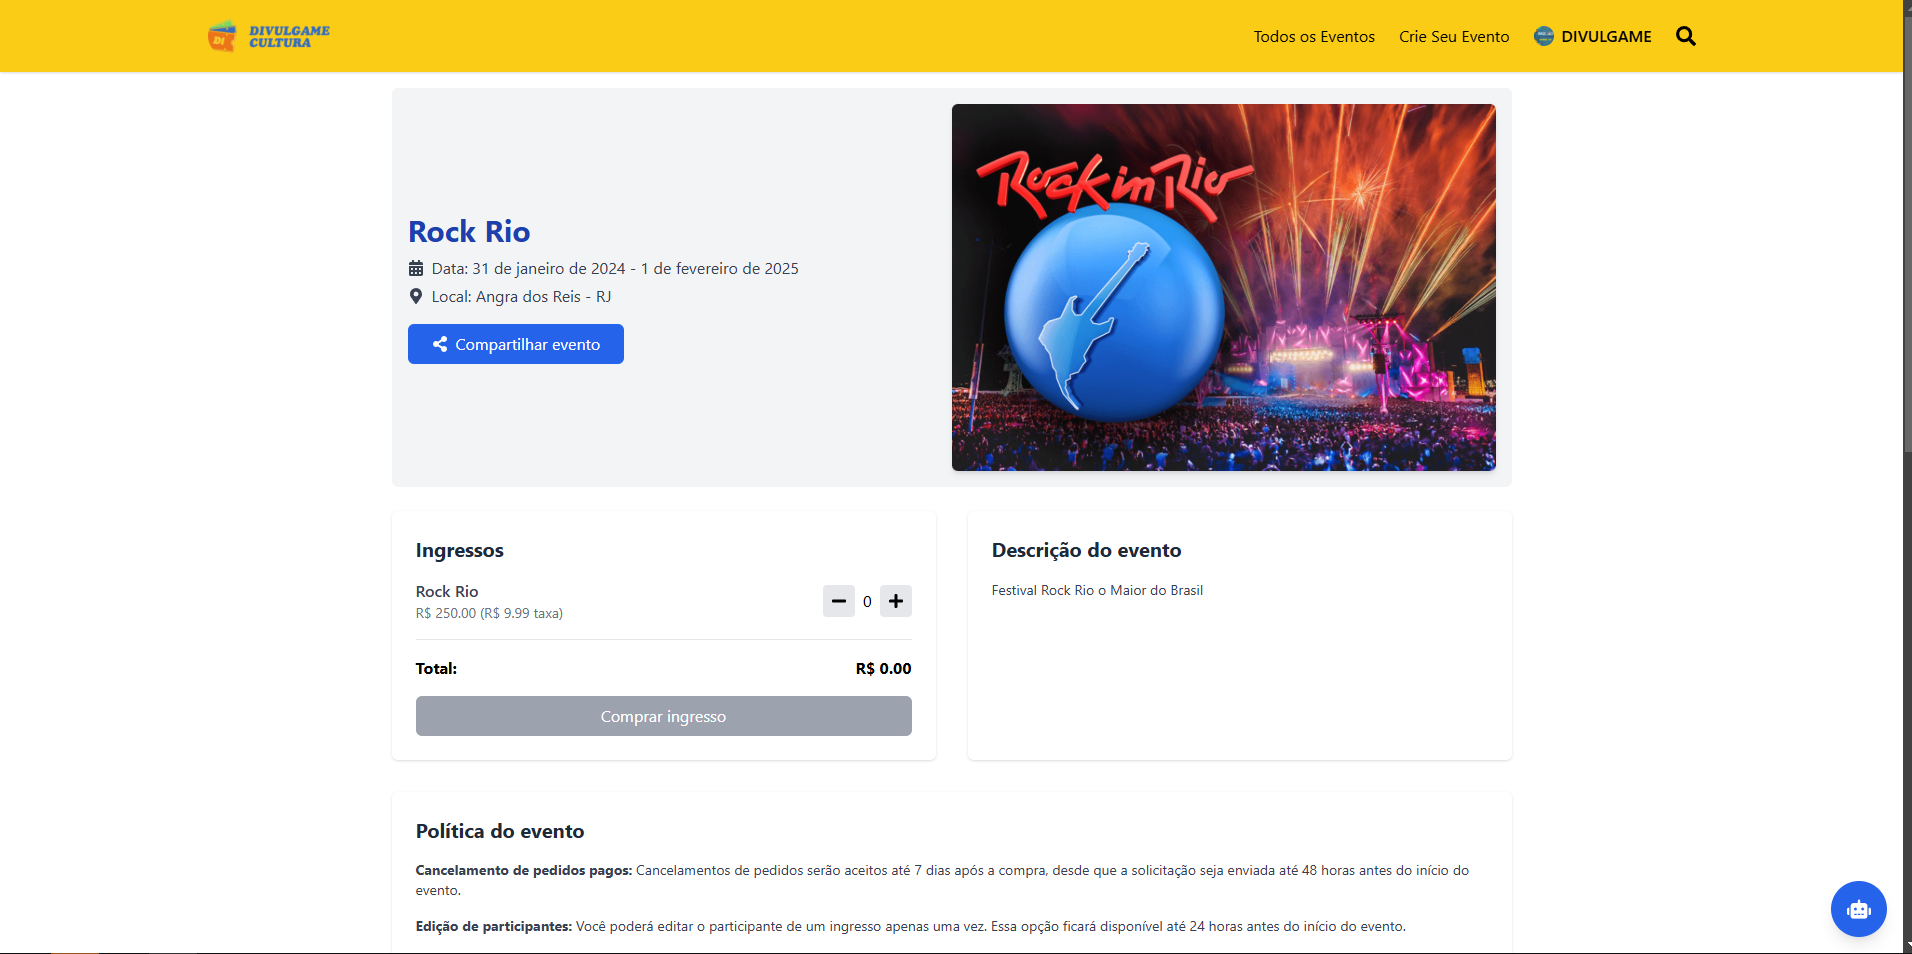 DI DIVULGAME
CULTURA
Todos os Eventos
Crie Seu Evento
DIVULGAME
Rock Rio
Data: 31 de janeiro de 2024 - 1 de fevereiro de 2025
Local: Angra dos Reis - RJ
Compartilhar evento
Rock in Rio
Ingressos
Rock Rio
R$ 250.00 (R$ 9.99 taxa)
0
Total:
R$ 0.00
Comprar ingresso
Descrição do evento
Festival Rock Rio o Maior do Brasil
Política do evento
Cancelamento de pedidos pagos: Cancelamentos de pedidos serão aceitos até 7 dias após a compra, desde que a solicitação seja enviada até 48 horas antes do início do
evento.
Edição de participantes: Você poderá editar o participante de um ingresso apenas uma vez. Essa opção ficará disponível até 24 horas antes do início do evento.